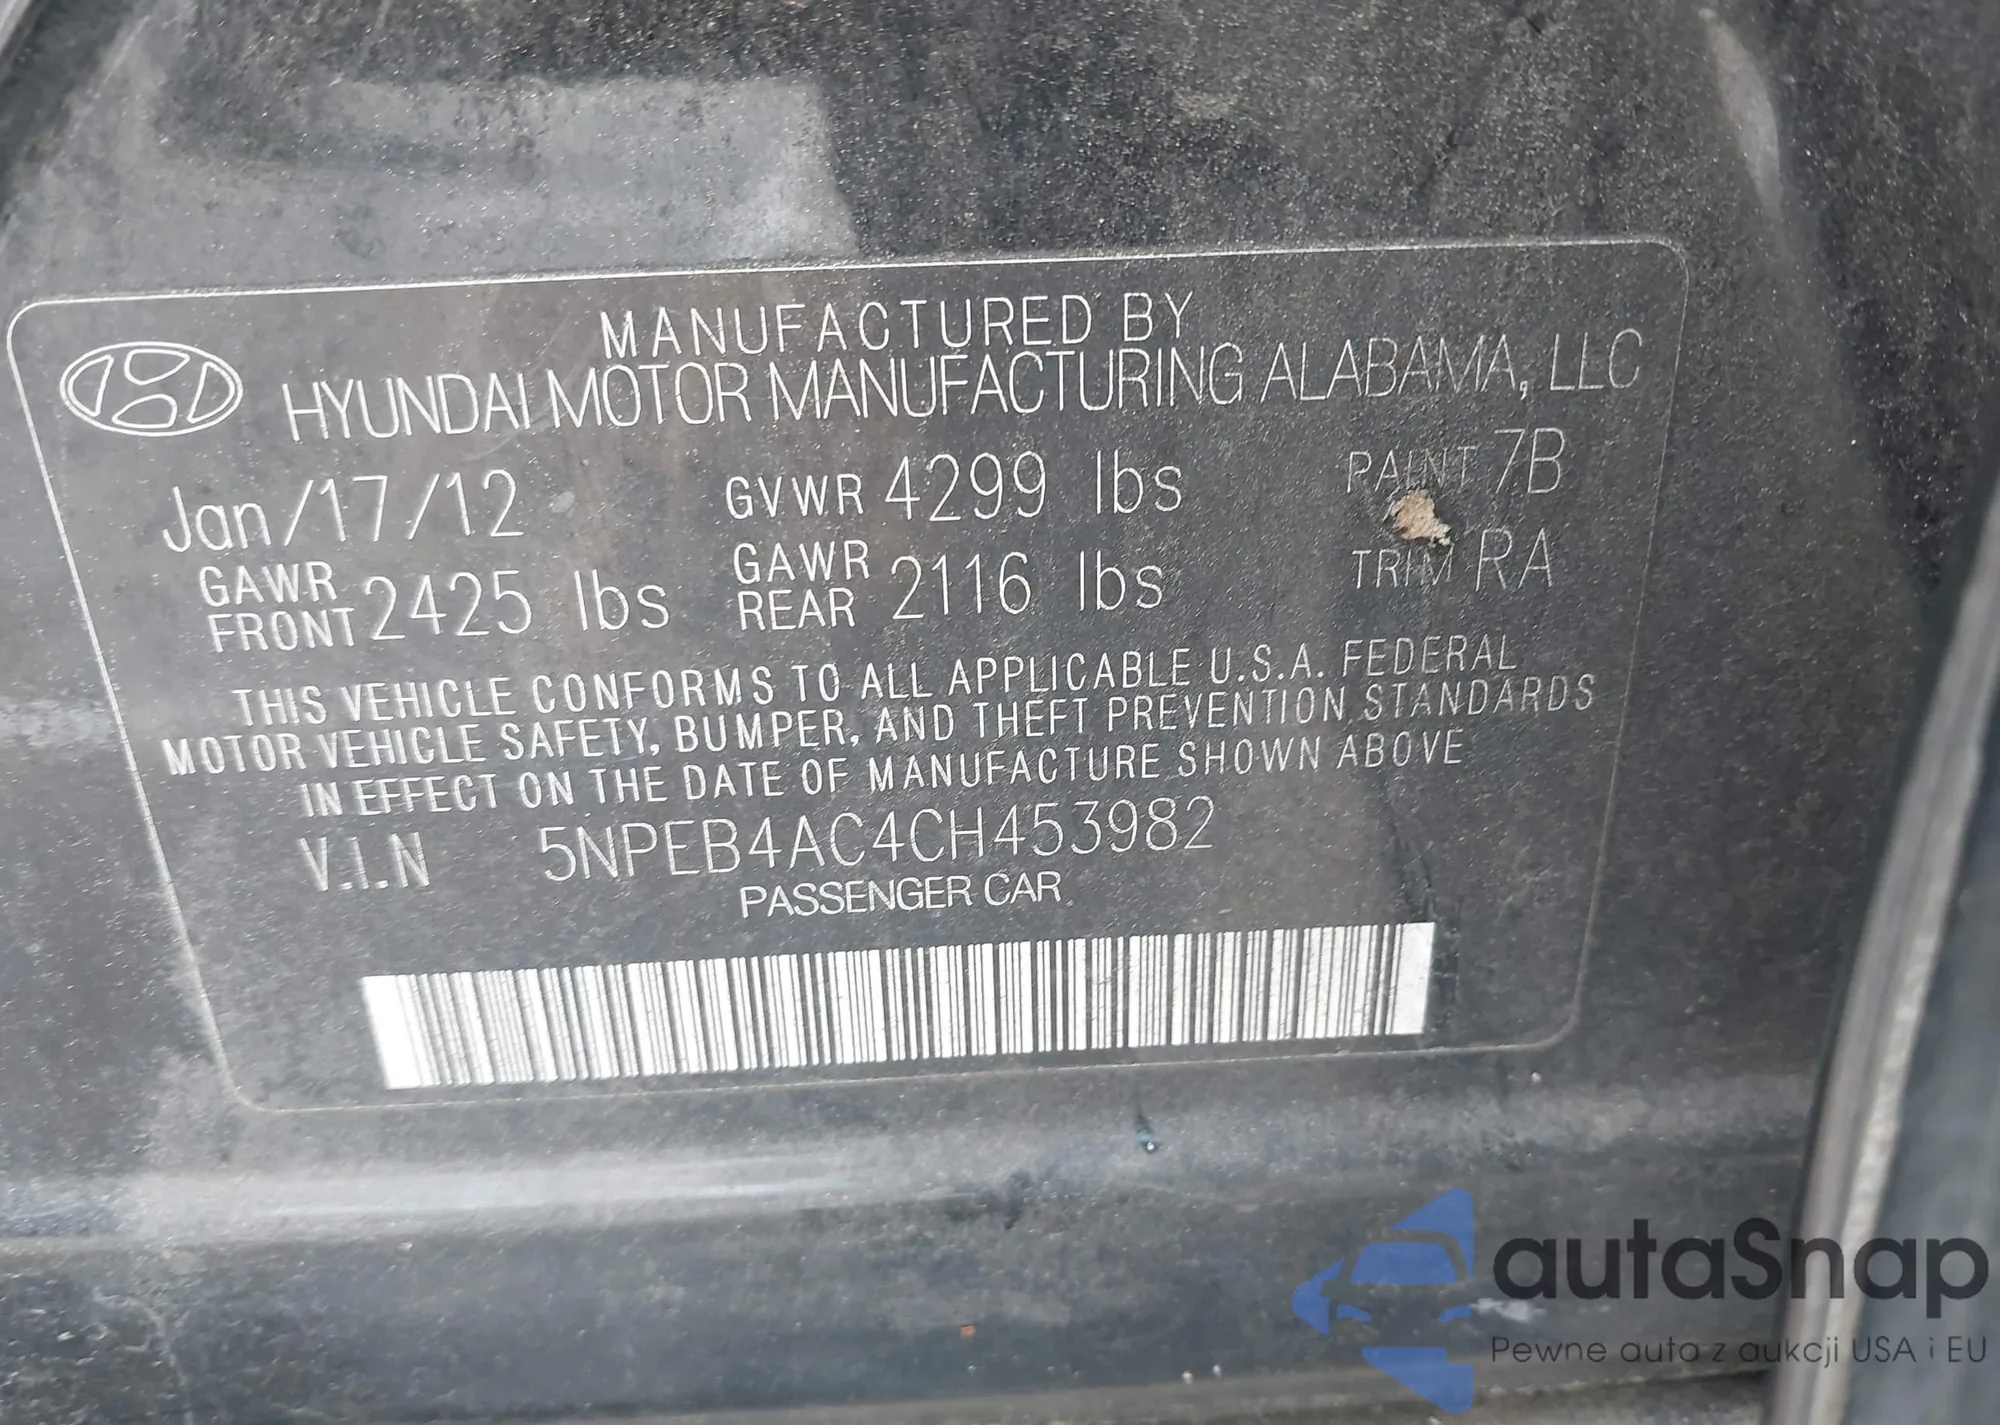 MANUFACTURED BY
HYUNDAI MOTOR MANUFACTURING ALABAMA, LLC
Jan/17/12 GVWR 4299 lbs PAINT 7B
GAWR FRONT 2425 lbs GAWR REAR 2116 lbs TRIM RA
THIS VEHICLE CONFORMS TO ALL APPLICABLE U.S.A. FEDERAL
MOTOR VEHICLE SAFETY, BUMPER, AND THEFT PREVENTION STANDARDS
IN EFFECT ON THE DATE OF MANUFACTURE SHOWN ABOVE
V.I.N 5NPEB4AC4CH453982
PASSENGER CAR
autaSnap
Pewne auta z aukcji USA i EU